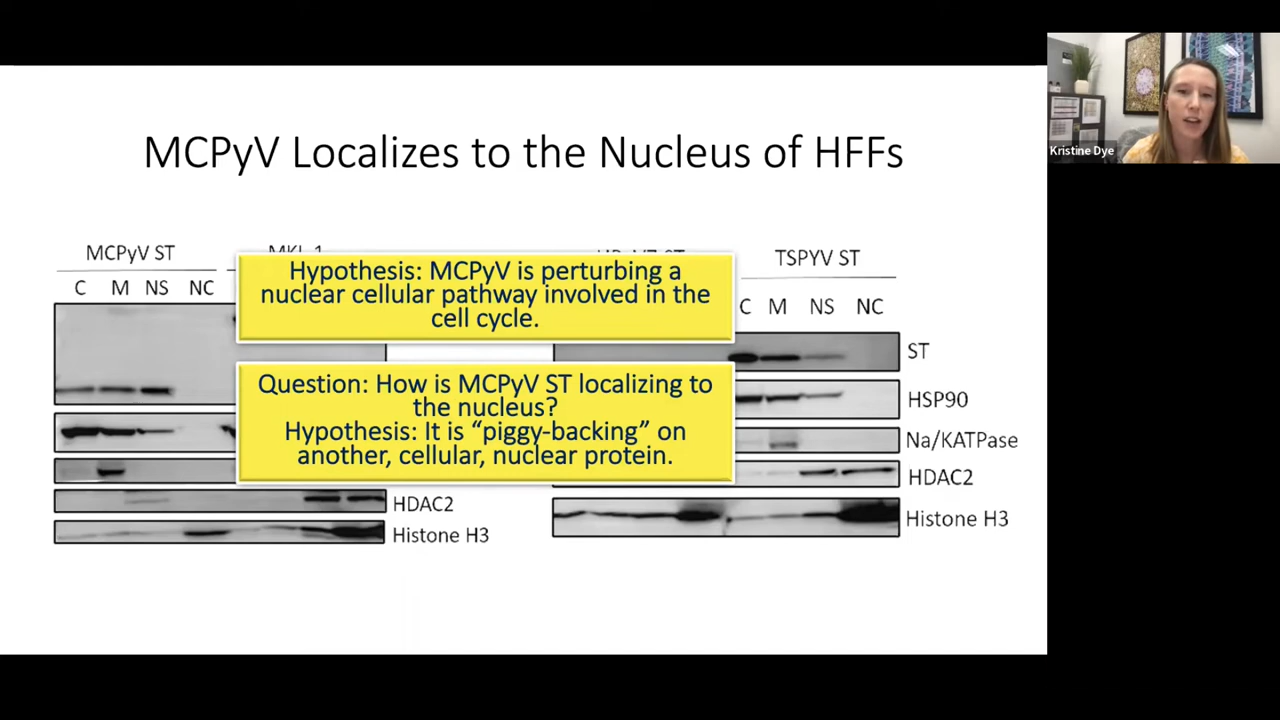 MCPyV Localizes to the Nucleus of HFFs
Kristine Dye
MCPyV ST
C M NS NC
TSPYV ST
C M NS NC
Hypothesis: MCPyV is perturbing a
nuclear cellular pathway involved in the
cell cycle.
Question: How is MCPyV ST localizing to
the nucleus?
Hypothesis: It is “piggy-backing” on
another, cellular, nuclear protein.
ST
HSP90
Na/KATPase
HDAC2
Histone H3
HDAC2
Histone H3